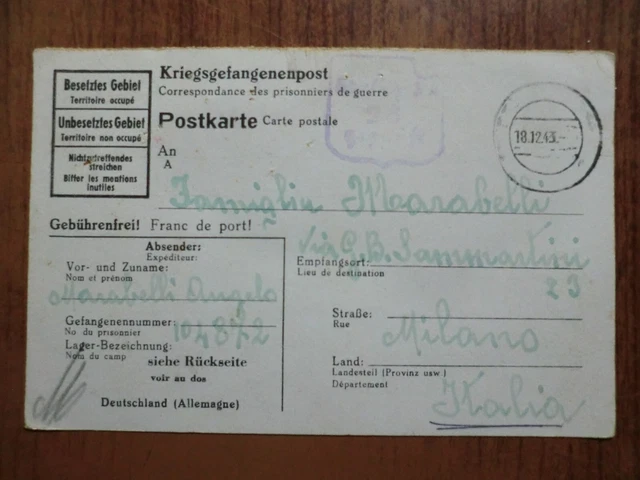 Besetztes Gebiet
Territoire occupé
Unbesetztes Gebiet
Territoire non occupé
Nichtzutreffendes
streichen
Biffer les mentions
inutiles
Kriegsgefangenenpost
Correspondance des prisonniers de guerre
Postkarte Carte postale
18.12.43.-
An
A
Famiglia Marabelli
Gebührenfrei! Franc de port!
Via G.B. Sammartini
23
Absender:
Expéditeur:
Vor- und Zuname:
Nom et prénom
Marabelli Angelo
Gefangenennummer:
No du prisonnier
104872
Lager-Bezeichnung:
Nom du camp
siehe Rückseite
voir au dos
Deutschland (Allemagne)
Empfangsort:
Lieu de destination
Straße:
Rue
Milano
Land:
Landesteil (Provinz usw.)
Département
Italia